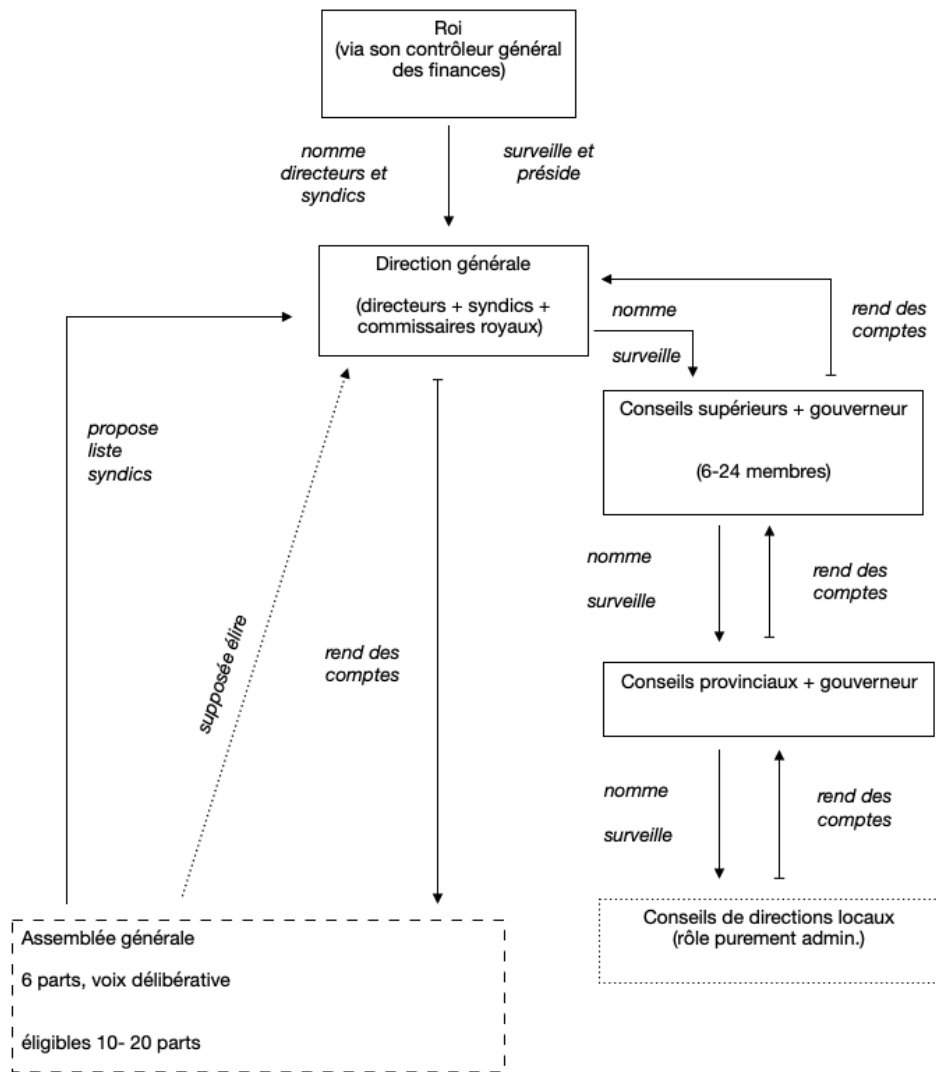 Roi
(via son contrôleur général
des finances)
nomme
directeurs et
syndics
surveille et
préside
Direction générale
(directeurs + syndics +
commissaires royaux)
nomme
surveille
rend des
comptes
Conseils supérieurs + gouverneur
(6-24 membres)
propose
liste
syndics
supposée élire
rend des
comptes
nomme
surveille
rend des
comptes
Conseils provinciaux + gouverneur
nomme
surveille
rend des
comptes
Conseils de directions locaux
(rôle purement admin.)
Assemblée générale
6 parts, voix délibérative
éligibles 10- 20 parts